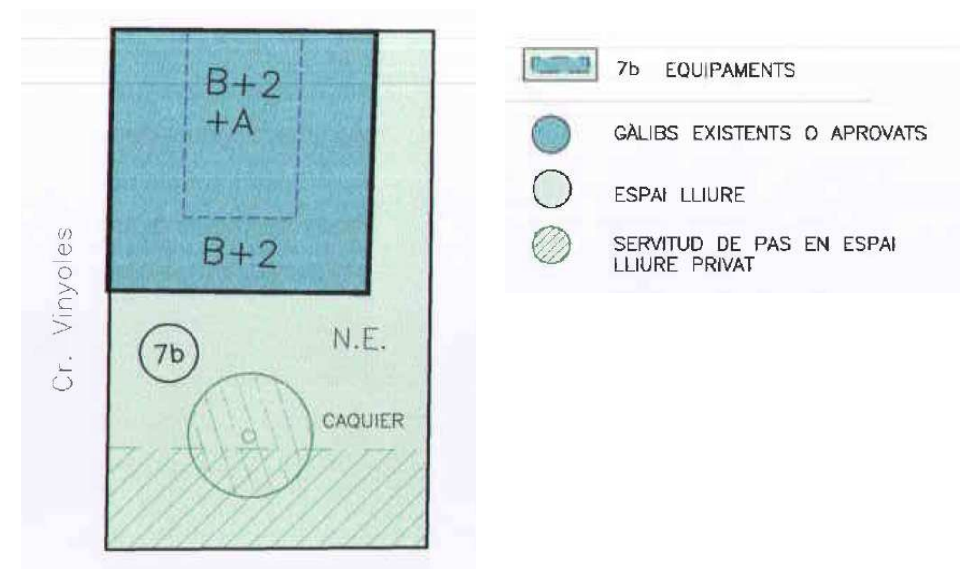 B+2
+A
B+2
Cr. Vinyoles
N.E.
7b
CAQUIER
7b EQUIPAMENTS
GÀLIBS EXISTENTS O APROVATS
ESPAI LLIURE
SERVITUD DE PAS EN ESPAI
LLIURE PRIVAT